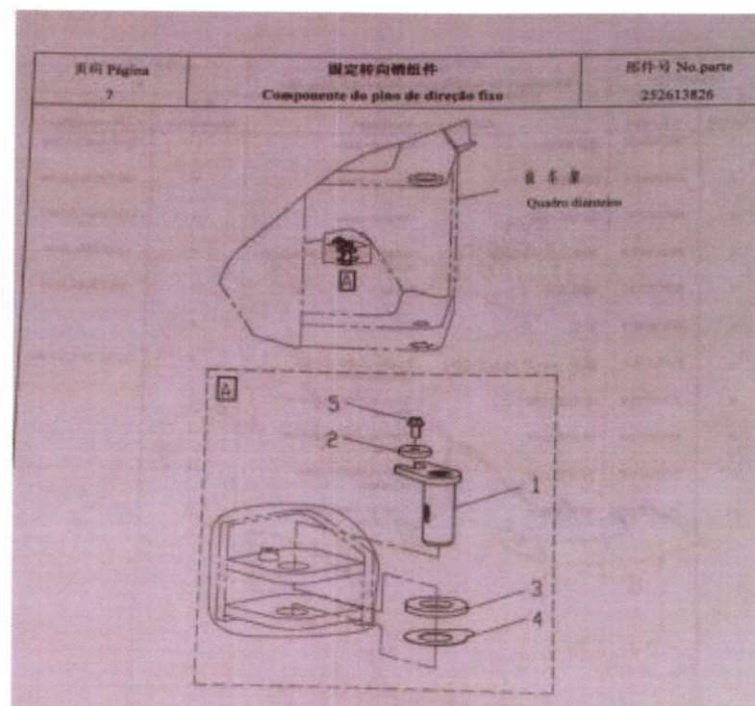 页码 Página
7
固定转向销组件
Componente do pino de direção fixo
部件号 No.parte
252613826
前 车 架
Quadro dianteiro
A
A
5
2
1
3
4